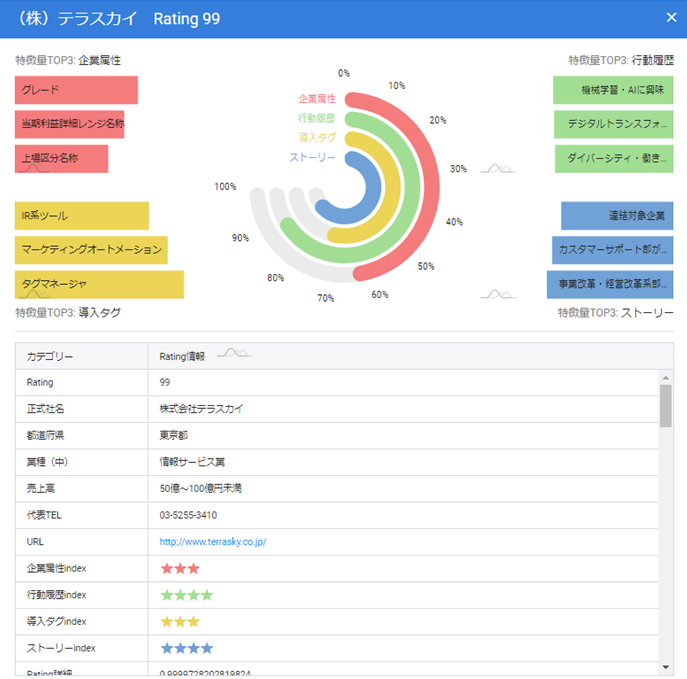 （株）テラスカイ　Rating 99
×
特徴量TOP3: 企業属性
グレード
当期利益詳細レンジ名称
上場区分名称
IR系ツール
マーケティングオートメーション
タグマネージャ
特徴量TOP3: 導入タグ
企業属性
行動履歴
導入タグ
ストーリー
0%
10%
20%
30%
40%
50%
60%
70%
80%
90%
100%
特徴量TOP3: 行動履歴
機械学習・AIに興味
デジタルトランスフォ...
ダイバーシティ・働き...
連結対象企業
カスタマーサポート部が...
事業改革・経営改革系部...
特徴量TOP3: ストーリー
カテゴリー Rating情報
Rating 99
正式社名 株式会社テラスカイ
都道府県 東京都
業種（中） 情報サービス業
売上高 50億～100億円未満
代表TEL 03-5255-3410
URL http://www.terrasky.co.jp/
企業属性index ★★★
行動履歴index ★★★★
導入タグindex ★★★
ストーリーindex ★★★★
Rating詳細 0.9999728202819824